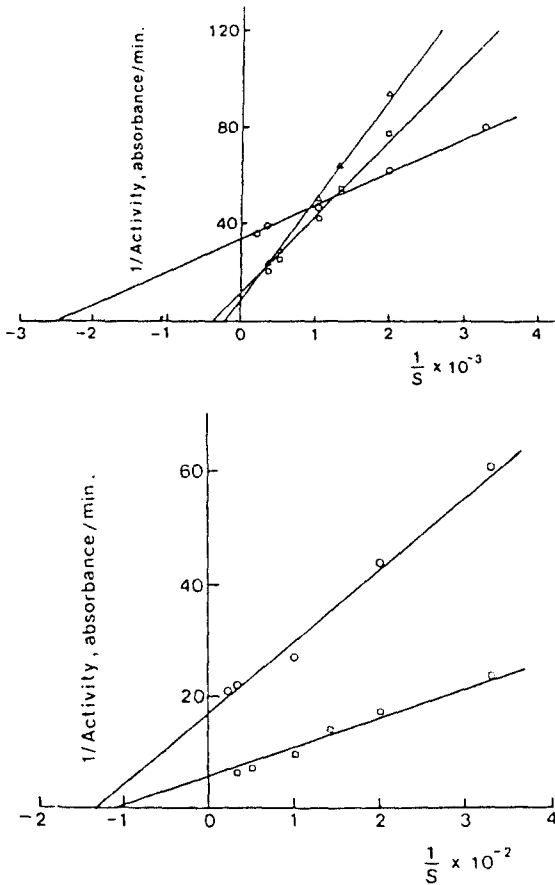 120
80
40
1/Activity, absorbance/min.
-3 -2 -1 0 1 2 3 4
1/S × 10⁻³
60
40
20
1/Activity, absorbance/min.
-2 -1 0 1 2 3 4
1/S × 10⁻²